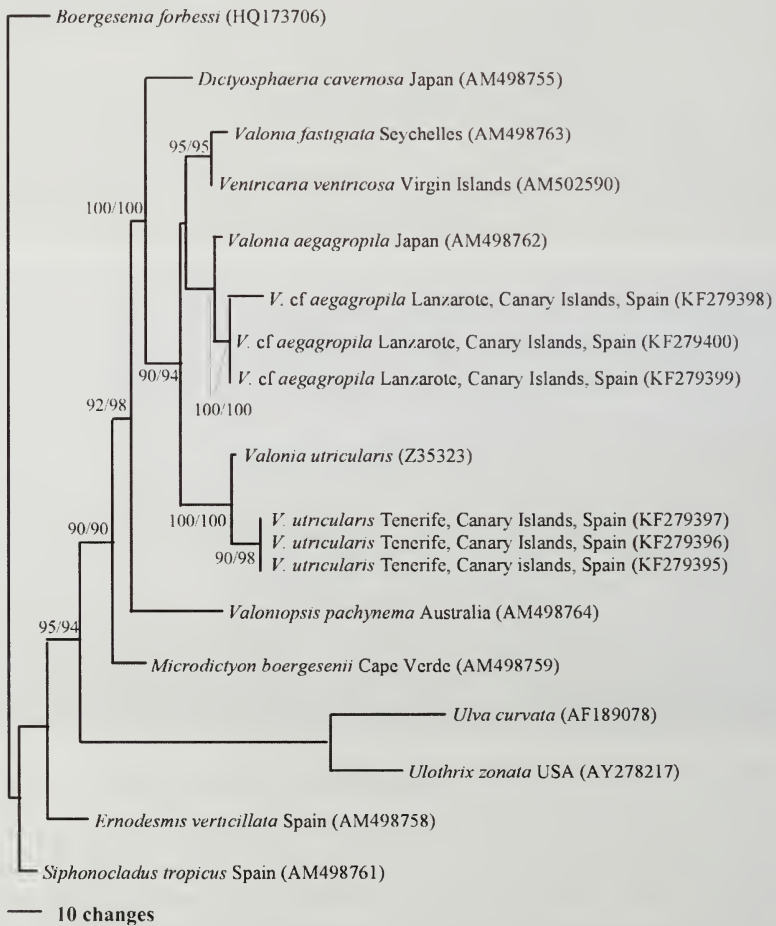 Boergesenia forbessi (HQ173706)
Dictyosphaeria cavernosa Japan (AM498755)
95/95
Valonia fastigiata Seychelles (AM498763)
Ventricaria ventricosa Virgin Islands (AM502590)
100/100
Valonia aegagropila Japan (AM498762)
V. cf aegagropila Lanzarote, Canary Islands, Spain (KF279398)
V. cf aegagropila Lanzarote, Canary Islands, Spain (KF279400)
90/94
V. cf aegagropila Lanzarote, Canary Islands, Spain (KF279399)
92/98
100/100
Valonia utricularis (Z35323)
100/100
V. utricularis Tenerife, Canary Islands, Spain (KF279397)
90/90
V. utricularis Tenerife, Canary Islands, Spain (KF279396)
90/98
V. utricularis Tenerife, Canary islands, Spain (KF279395)
Valoniopsis pachynema Australia (AM498764)
95/94
Microdictyon boergesenii Cape Verde (AM498759)
Ulva curvata (AF189078)
Ulothrix zonata USA (AY278217)
Ernodesmis verticillata Spain (AM498758)
Siphonocladus tropicus Spain (AM498761)
10 changes